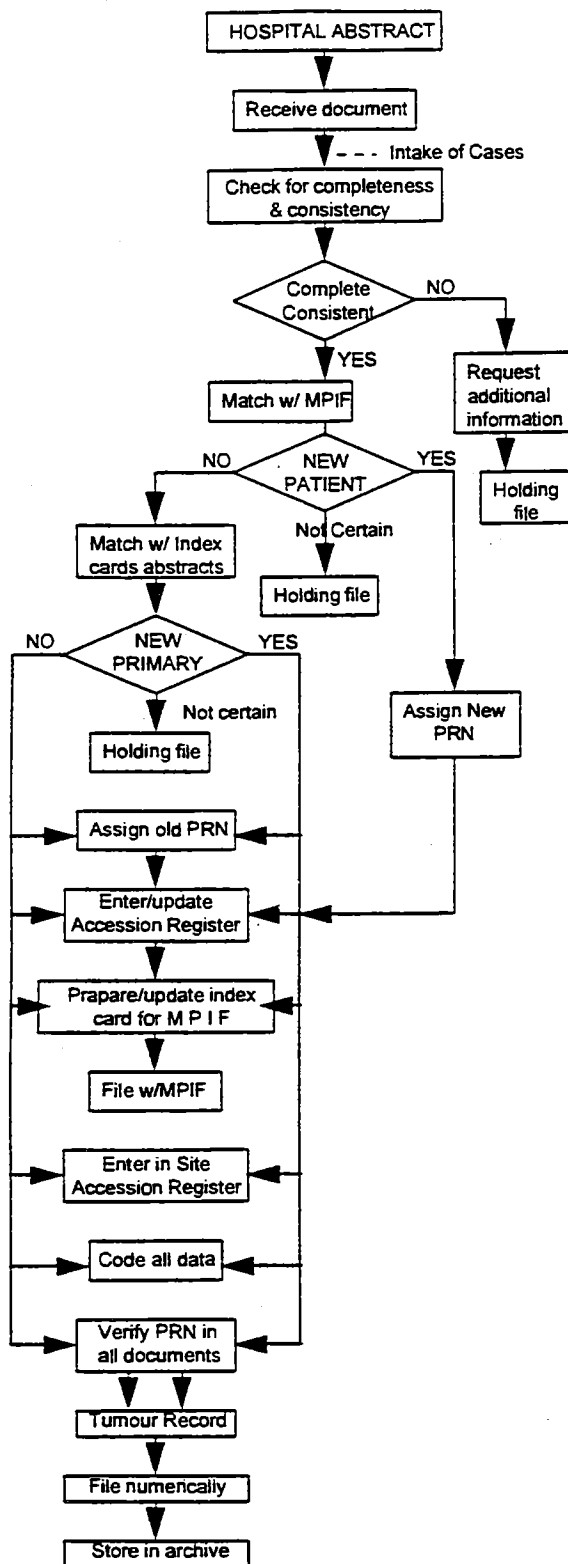 HOSPITAL ABSTRACT
Receive document
Intake of Cases
Check for completeness
& consistency
Complete
Consistent
NO
YES
Request
additional
information
Match w/ MPIF
NO
NEW
PATIENT
YES
Holding
file
Not Certain
Match w/ Index
cards abstracts
Holding file
NO
NEW
PRIMARY
YES
Not certain
Assign New
PRN
Holding file
Assign old PRN
Enter/update
Accession Register
Prapare/update index
card for M P I F
File w/MPIF
Enter in Site
Accession Register
Code all data
Verify PRN in
all documents
Tumour Record
File numerically
Store in archive